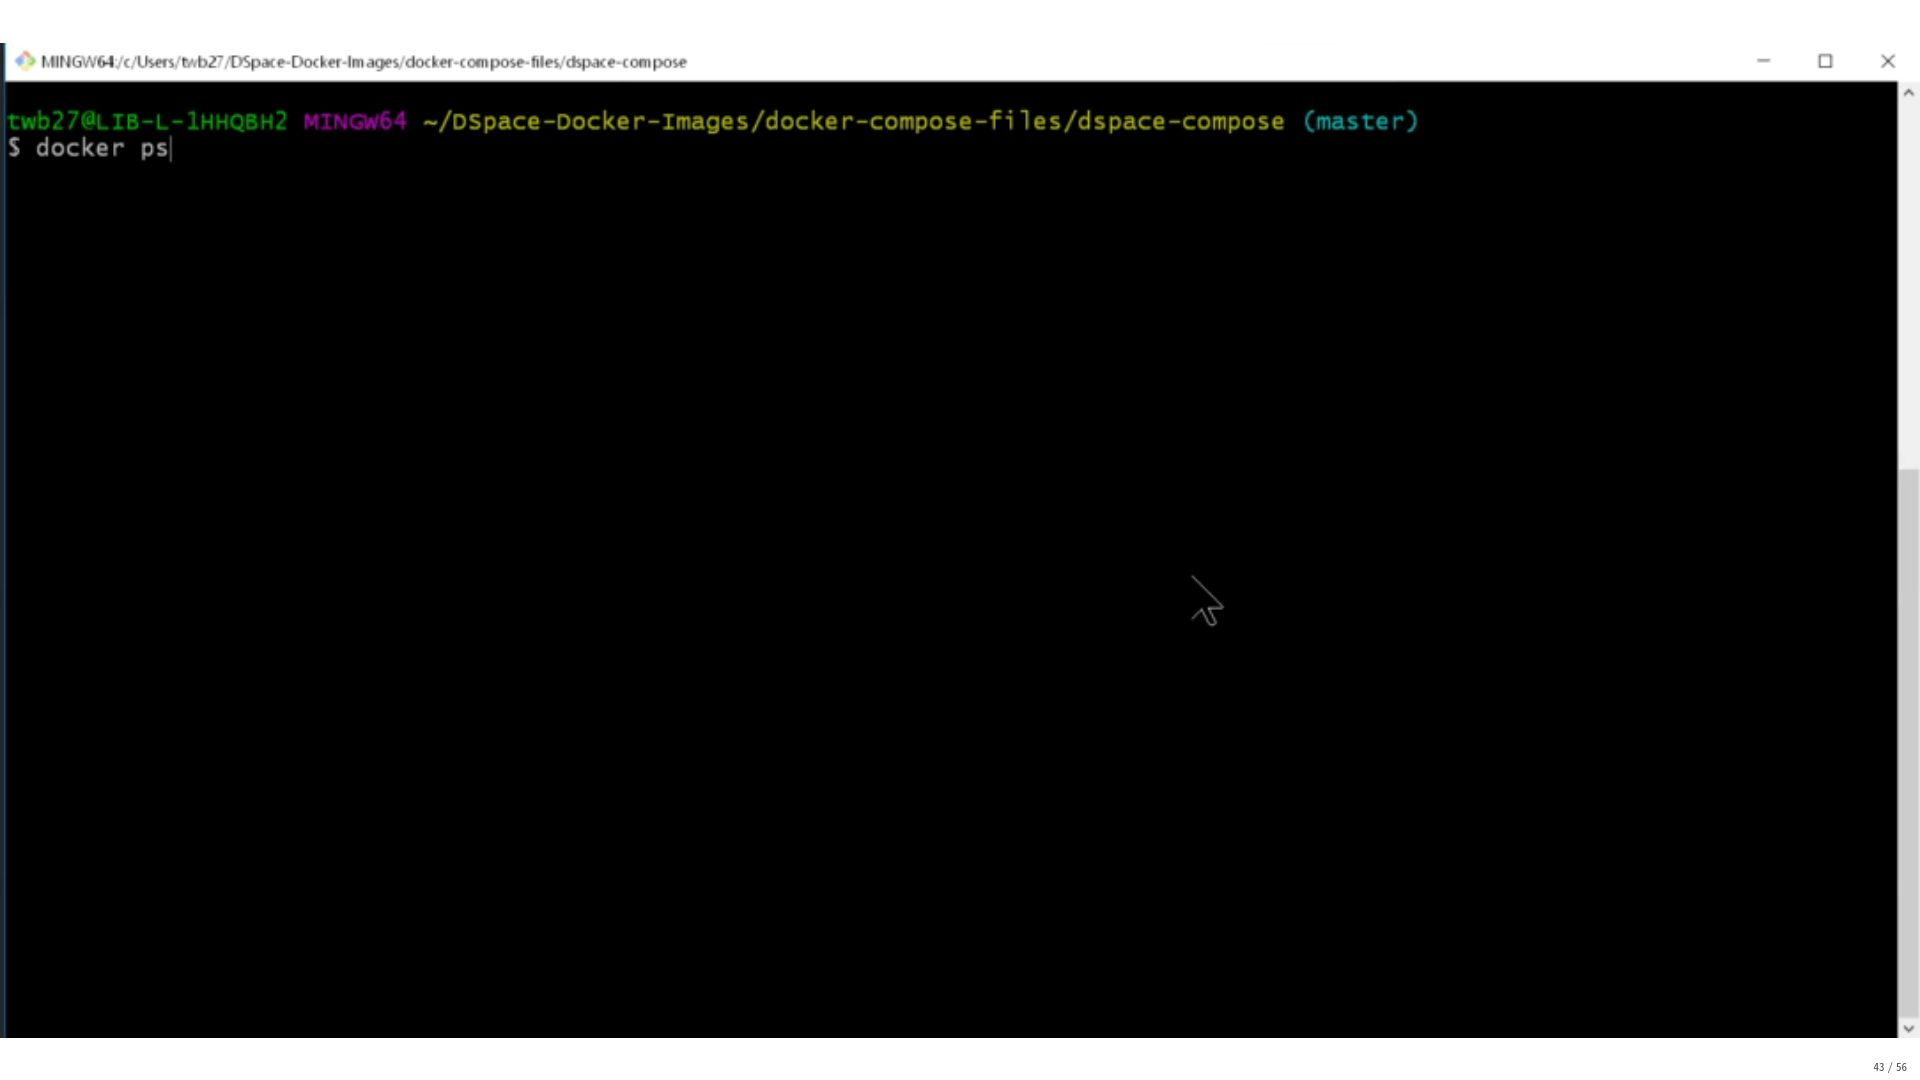 MINGW64:/c/Users/twb27/DSpace-Docker-Images/docker-compose-files/dspace-compose
twb27@LIB-L-1HHQBH2 MINGW64 ~/DSpace-Docker-Images/docker-compose-files/dspace-compose (master)
$ docker ps
43 / 56